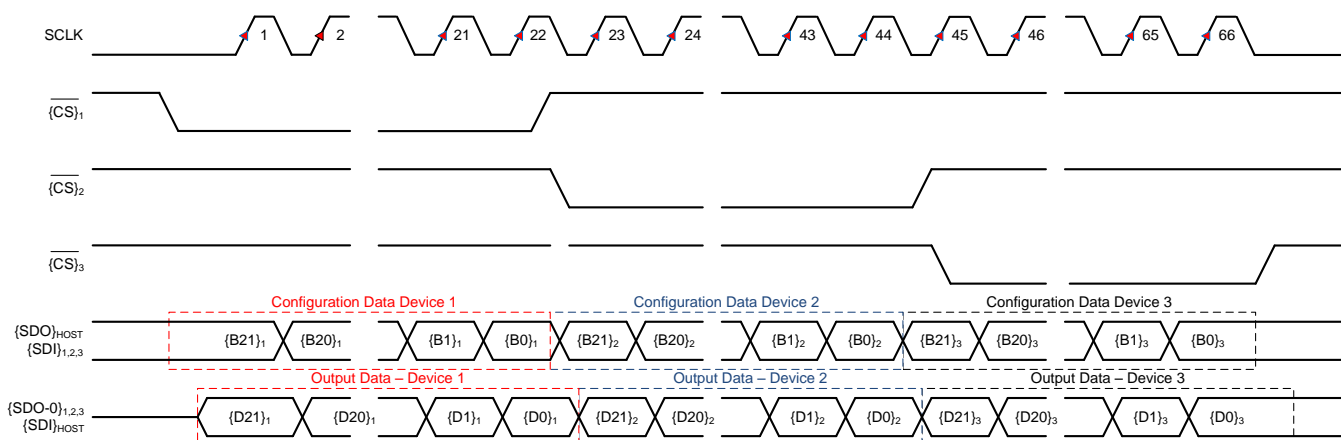 SCLK 1 2 21 22 23 24 43 44 45 46 65 66
{CS}1
{CS}2
{CS}3
Configuration Data Device 1 Configuration Data Device 2 Configuration Data Device 3
{SDO}HOST
{SDI}1,2,3
{B21}1 {B20}1 {B1}1 {B0}1 {B21}2 {B20}2 {B1}2 {B0}2 {B21}3 {B20}3 {B1}3 {B0}3
Output Data – Device 1 Output Data – Device 2 Output Data – Device 3
{SDO-0}1,2,3
{SDI}HOST
{D21}1 {D20}1 {D1}1 {D0}1 {D21}2 {D20}2 {D1}2 {D0}2 {D21}3 {D20}3 {D1}3 {D0}3